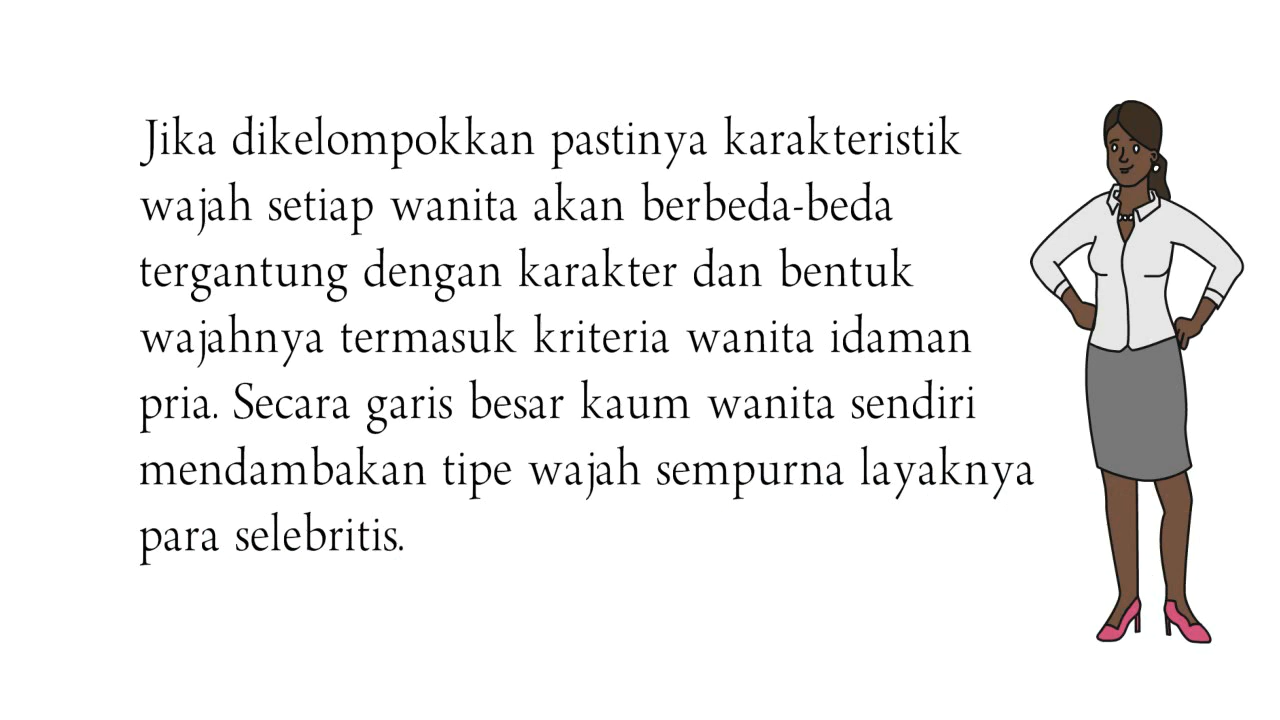 Jika dikelompokkan pastinya karakteristik
wajah setiap wanita akan berbeda-beda
tergantung dengan karakter dan bentuk
wajahnya termasuk kriteria wanita idaman
pria. Secara garis besar kaum wanita sendiri
mendambakan tipe wajah sempurna layaknya
para selebritis.